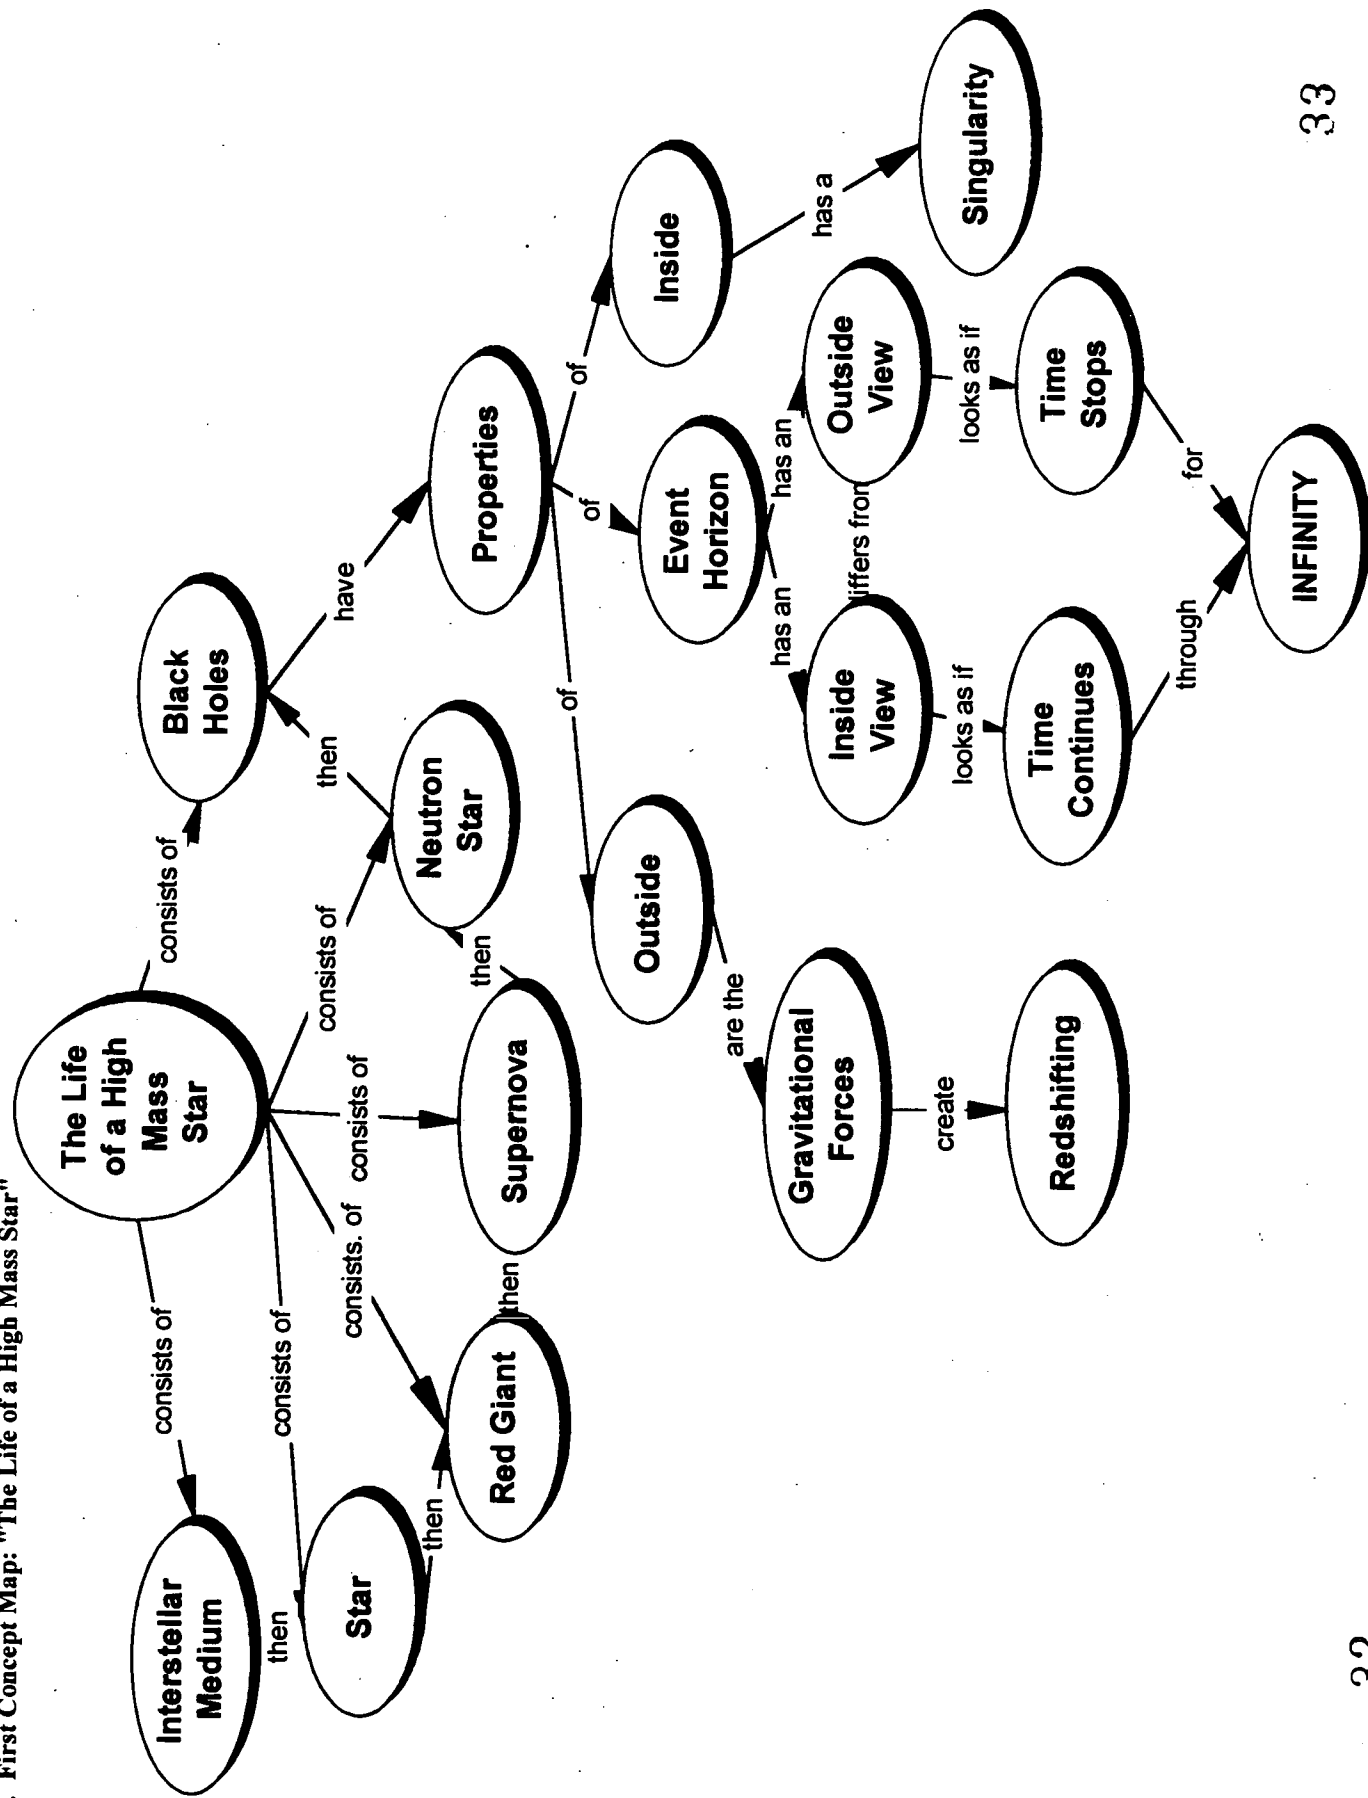 First Concept Map: "The Life of a High Mass Star"
The Life
of a High
Mass
Star
consists of
consists of
consists of
consists. of
consists of
consists of
Interstellar
Medium
then
Star
then
Red Giant
then
Supernova
then
Neutron
Star
then
Black
Holes
have
Properties
of
of
of
Outside
are the
Gravitational
Forces
create
Redshifting
Event
Horizon
has an
has an
Inside
View
iffers fron
Outside
View
looks as if
looks as if
Time
Continues
Time
Stops
through
for
INFINITY
Inside
has a
Singularity
33